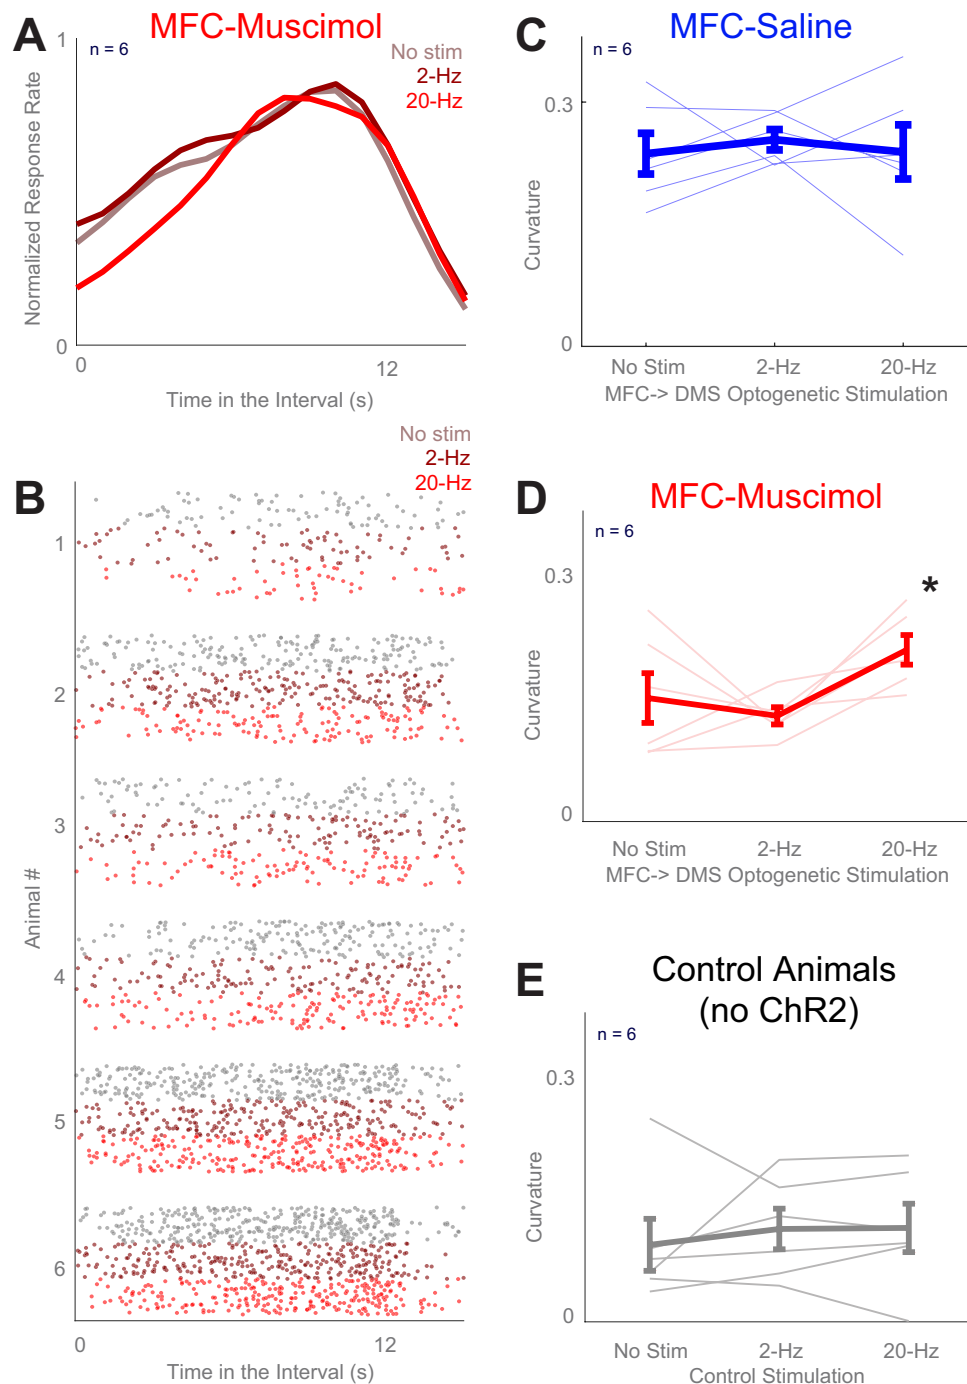 A
MFC-Muscimol
n = 6
No stim
2-Hz
20-Hz
1
0
Normalized Response Rate
0
12
Time in the Interval (s)
B
No stim
2-Hz
20-Hz
1
2
3
4
5
6
Animal #
0
12
Time in the Interval (s)
C
MFC-Saline
n = 6
0.3
0
Curvature
No Stim
2-Hz
20-Hz
MFC-> DMS Optogenetic Stimulation
D
MFC-Muscimol
n = 6
0.3
0
Curvature
*
No Stim
2-Hz
20-Hz
MFC-> DMS Optogenetic Stimulation
E
Control Animals
(no ChR2)
n = 6
0.3
0
Curvature
No Stim
2-Hz
20-Hz
Control Stimulation